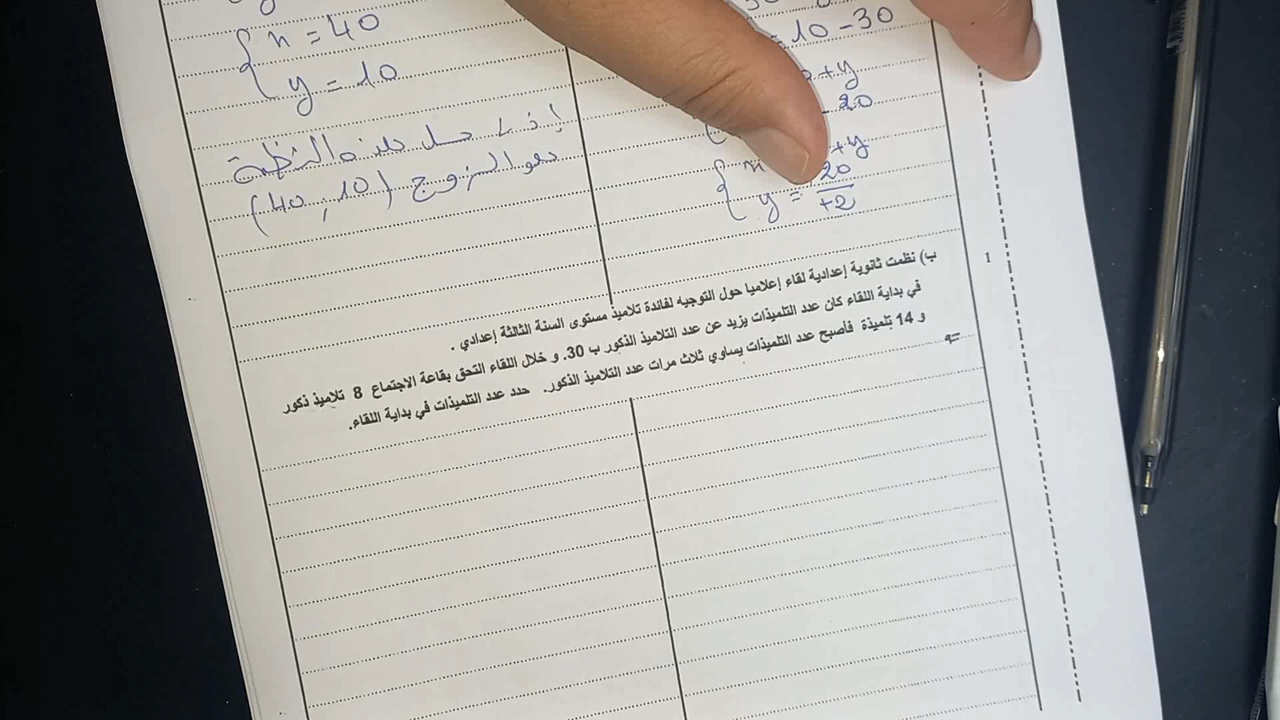 = 10 - 30
+ y
- 20
+ y
y = 20
+2
{ x = 40
y = 10
إذن حل هذه النظمة
هو الزوج (40, 10)
1
ب) نظمت ثانوية إعدادية لقاء إعلاميا حول التوجيه لفائدة تلاميذ مستوى السنة الثالثة إعدادي .
في بداية اللقاء كان عدد التلميذات يزيد عن عدد التلاميذ الذكور ب 30. و خلال اللقاء التحق بقاعة الاجتماع 8 تلاميذ ذكور
و 14 تلميذة فأصبح عدد التلميذات يساوي ثلاث مرات عدد التلاميذ الذكور. حدد عدد التلميذات في بداية اللقاء.